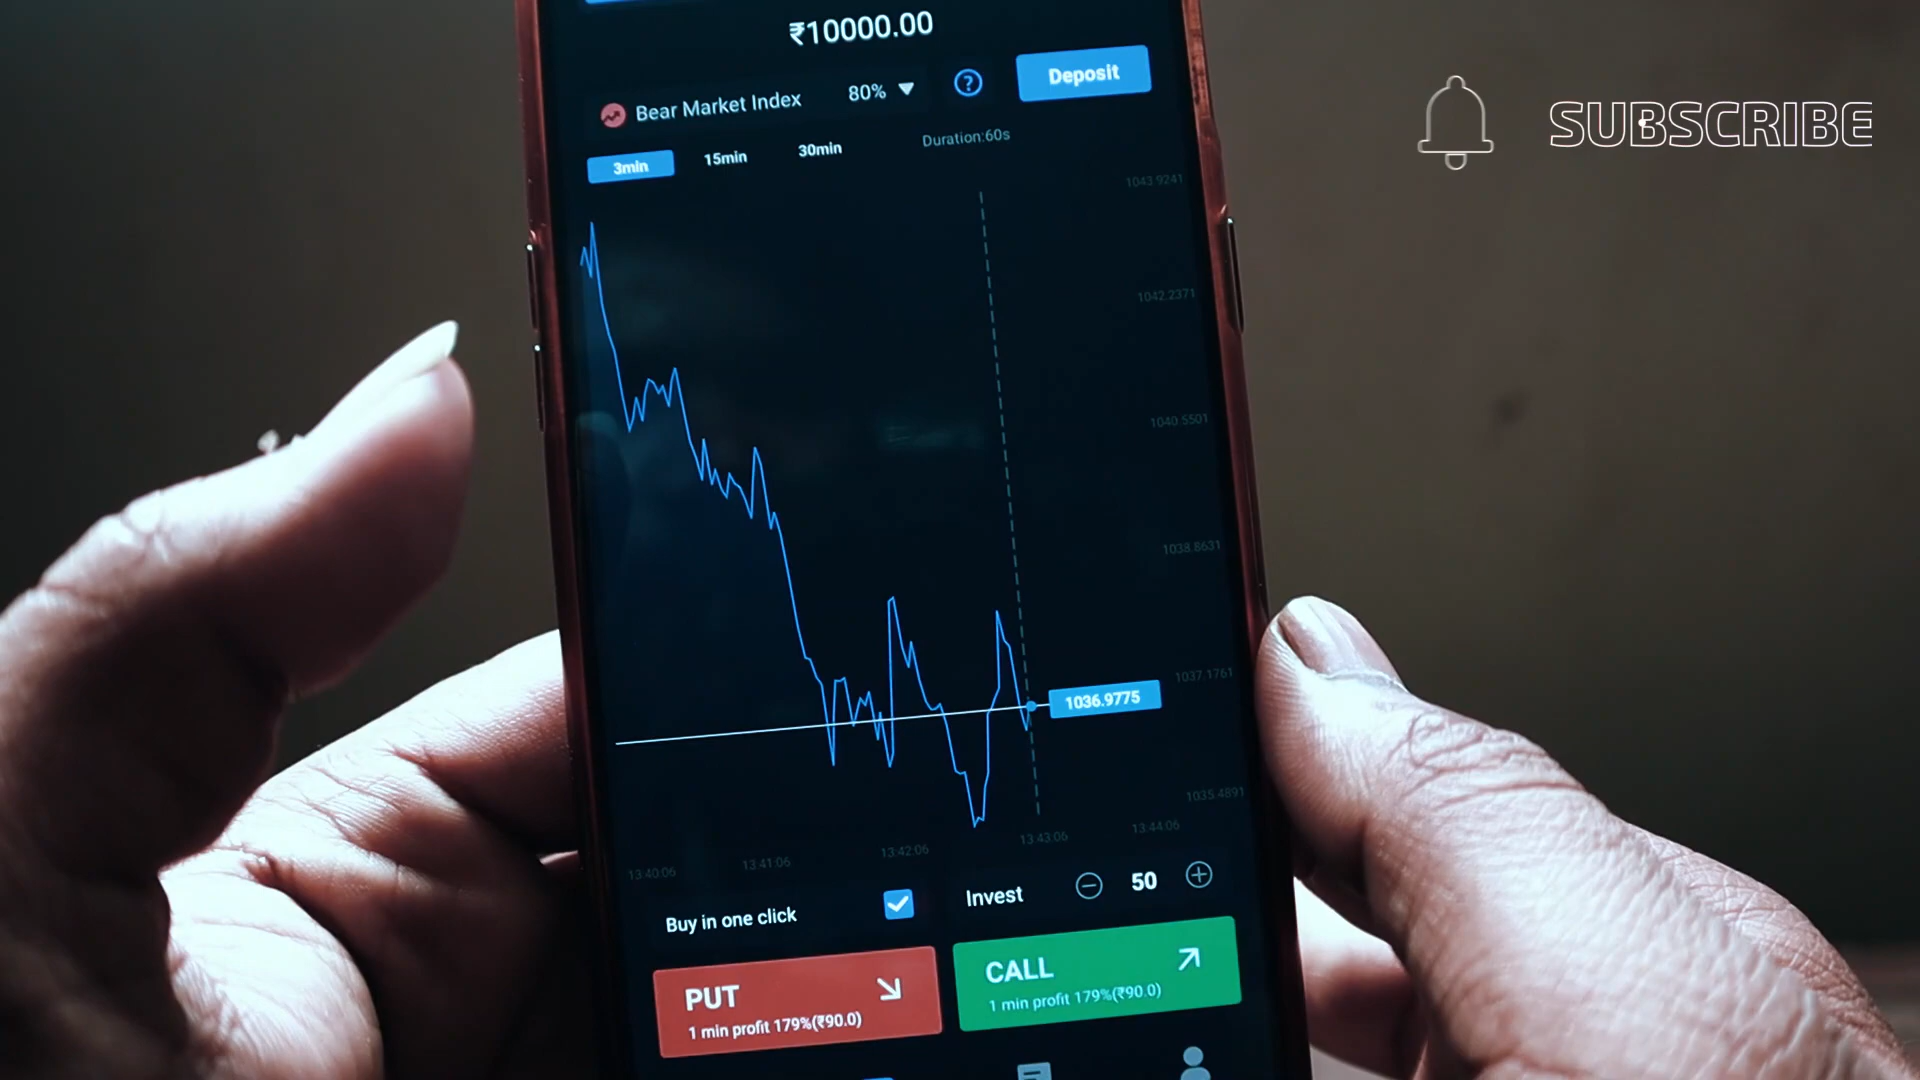 ₹10000.00
Bear Market Index
80%
Deposit
3min
15min
30min
Duration:60s
1043.9241
1042.2371
1040.5501
1038.8631
1037.1761
1036.9775
1035.4891
13:40:06
13:41:06
13:42:06
13:43:06
13:44:06
Buy in one click
Invest
50
PUT
1 min profit 179%(₹90.0)
CALL
1 min profit 179%(₹90.0)
SUBSCRIBE